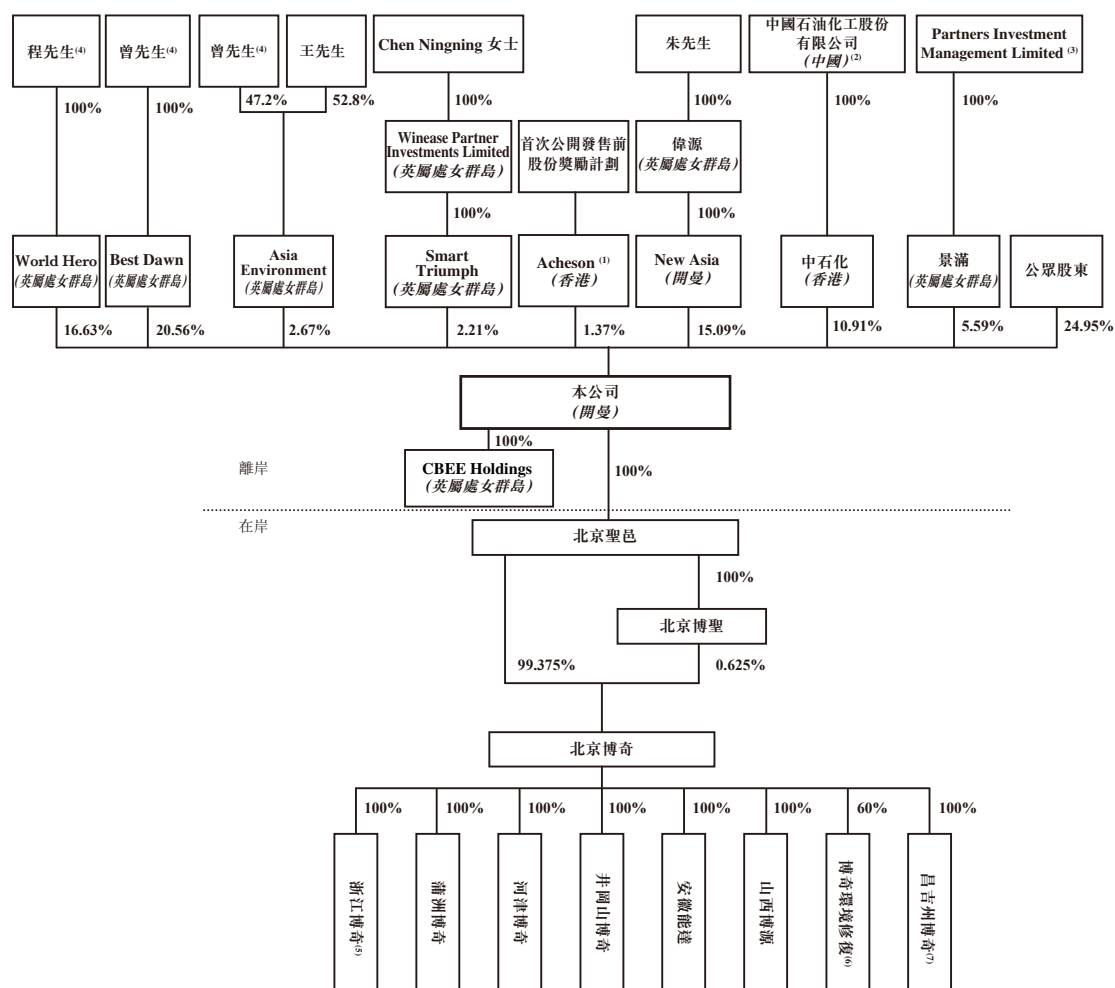 程先生(4)
曾先生(4)
曾先生(4)
王先生
Chen Ningning 女士
朱先生
中國石油化工股份
有限公司
(中國)(2)
Partners Investment
Management Limited (3)
100%
100%
47.2%
52.8%
100%
100%
100%
100%
Winease Partner
Investments Limited
(英屬處女群島)
首次公開發售前
股份獎勵計劃
偉源
(英屬處女群島)
100%
100%
World Hero
(英屬處女群島)
Best Dawn
(英屬處女群島)
Asia
Environment
(英屬處女群島)
Smart
Triumph
(英屬處女群島)
Acheson (1)
(香港)
New Asia
(開曼)
中石化
(香港)
景滿
(英屬處女群島)
公眾股東
16.63%
20.56%
2.67%
2.21%
1.37%
15.09%
10.91%
5.59%
24.95%
本公司
(開曼)
100%
CBEE Holdings
(英屬處女群島)
100%
離岸
在岸
北京聖邑
100%
北京博聖
99.375%
0.625%
北京博奇
100%
100%
100%
100%
100%
100%
60%
100%
浙江博奇(5)
蒲洲博奇
河津博奇
井岡山博奇
安徽能達
山西博源
博奇環境修復(6)
昌吉州博奇(7)